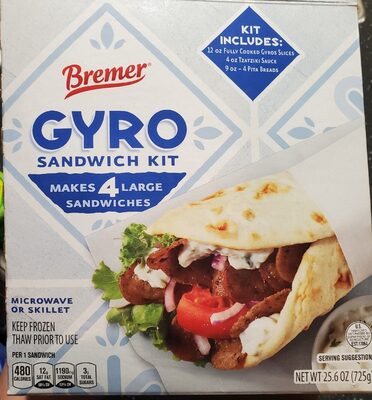 KIT
INCLUDES:
12 OZ FULLY COOKED GYROS SLICES
4 OZ TZATZIKI SAUCE
9 OZ – 4 PITA BREADS
Bremer®
GYRO
SANDWICH KIT
MAKES 4 LARGE
SANDWICHES
MICROWAVE
OR SKILLET
KEEP FROZEN
THAW PRIOR TO USE
PER 1 SANDWICH
480
CALORIES
12g
SAT FAT
1190mg
SODIUM
3g
TOTAL
SUGARS
U.S.
SERVING SUGGESTION
NET WT 25.6 OZ (725g)